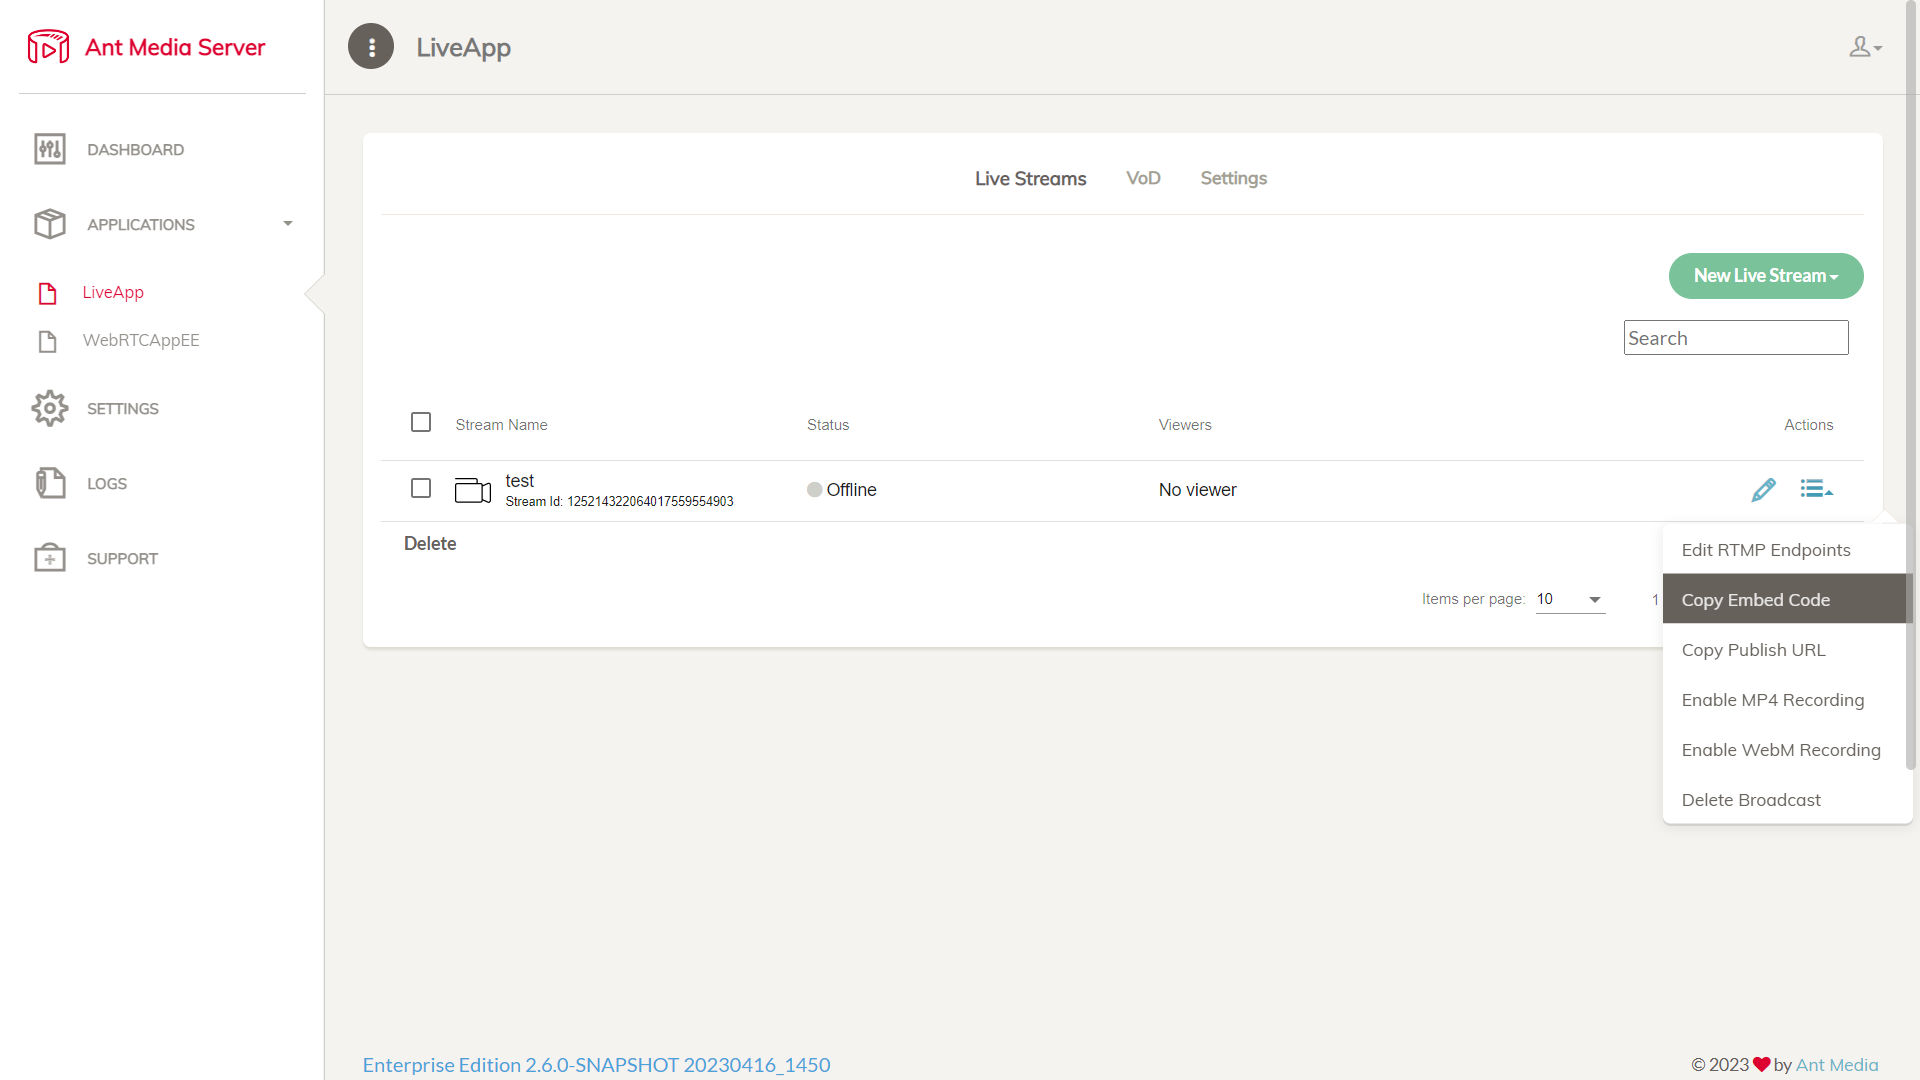 Ant Media Server
LiveApp
DASHBOARD
APPLICATIONS
LiveApp
WebRTCAppEE
SETTINGS
LOGS
SUPPORT
Live Streams VoD Settings
New Live Stream
Search
Stream Name Status Viewers Actions
test
Stream Id: 125214322064017559554903
Offline No viewer
Delete
Items per page: 10 1
Edit RTMP Endpoints
Copy Embed Code
Copy Publish URL
Enable MP4 Recording
Enable WebM Recording
Delete Broadcast
Enterprise Edition 2.6.0-SNAPSHOT 20230416_1450
© 2023 by Ant Media